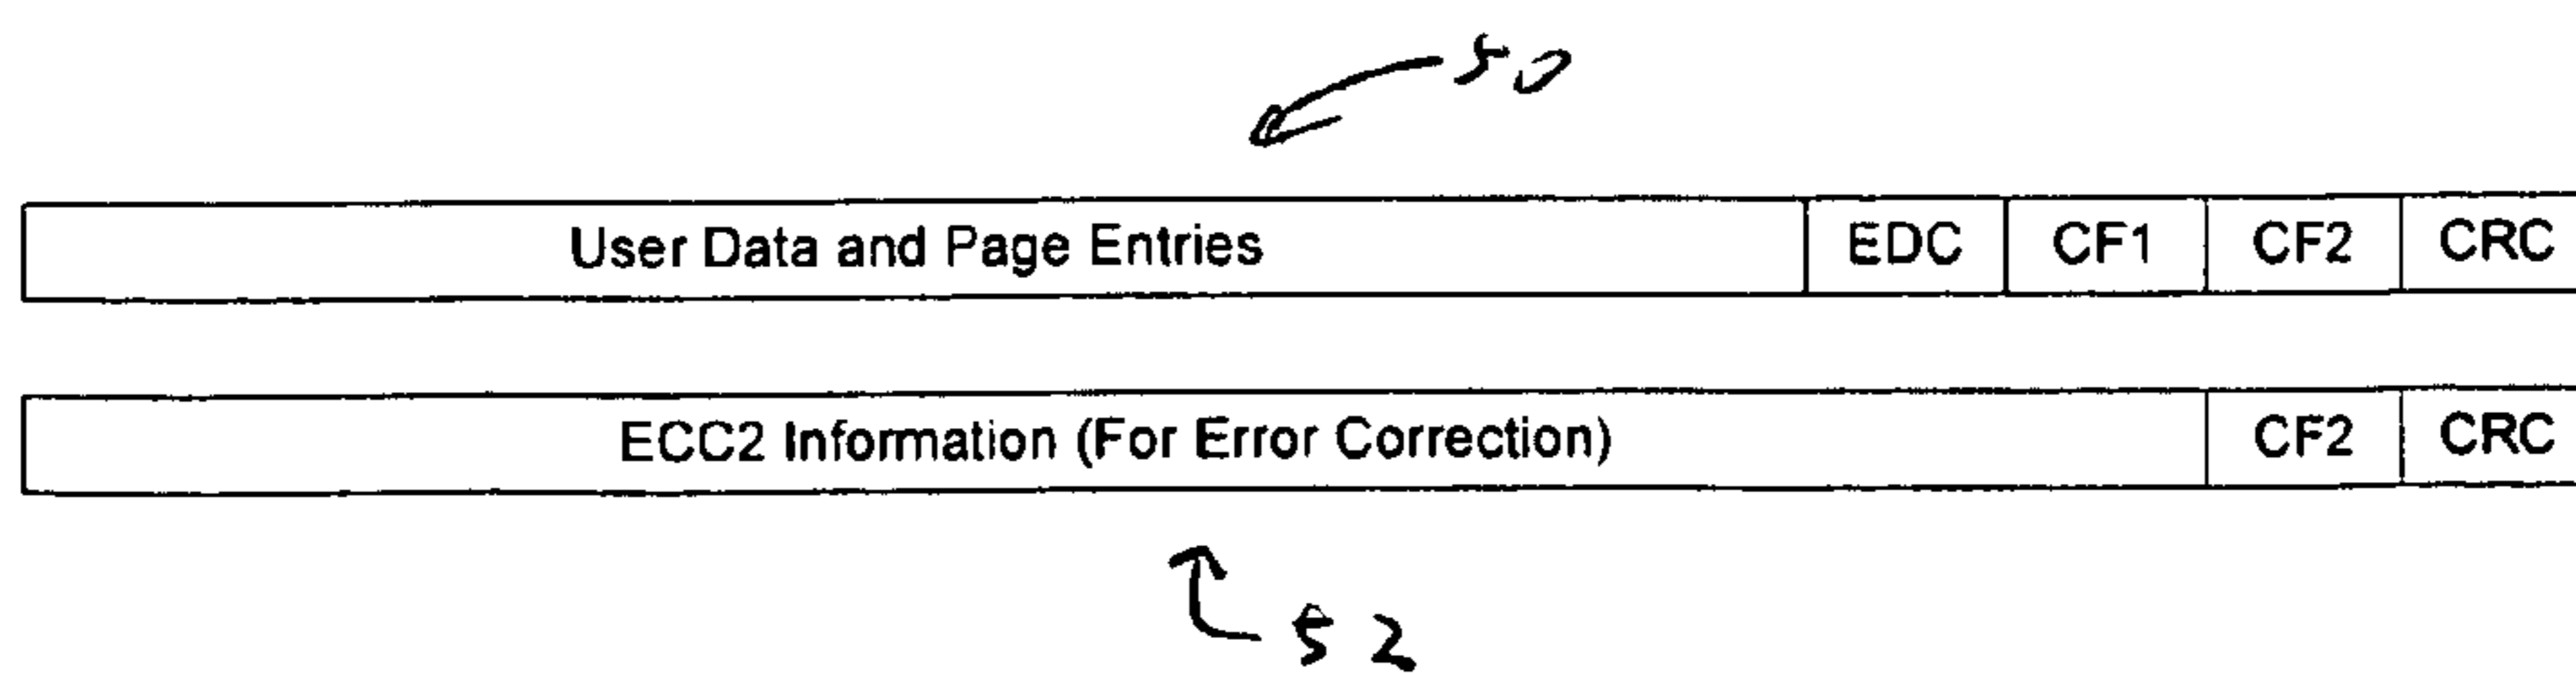 50
User Data and Page Entries EDC CF1 CF2 CRC
ECC2 Information (For Error Correction) CF2 CRC
52